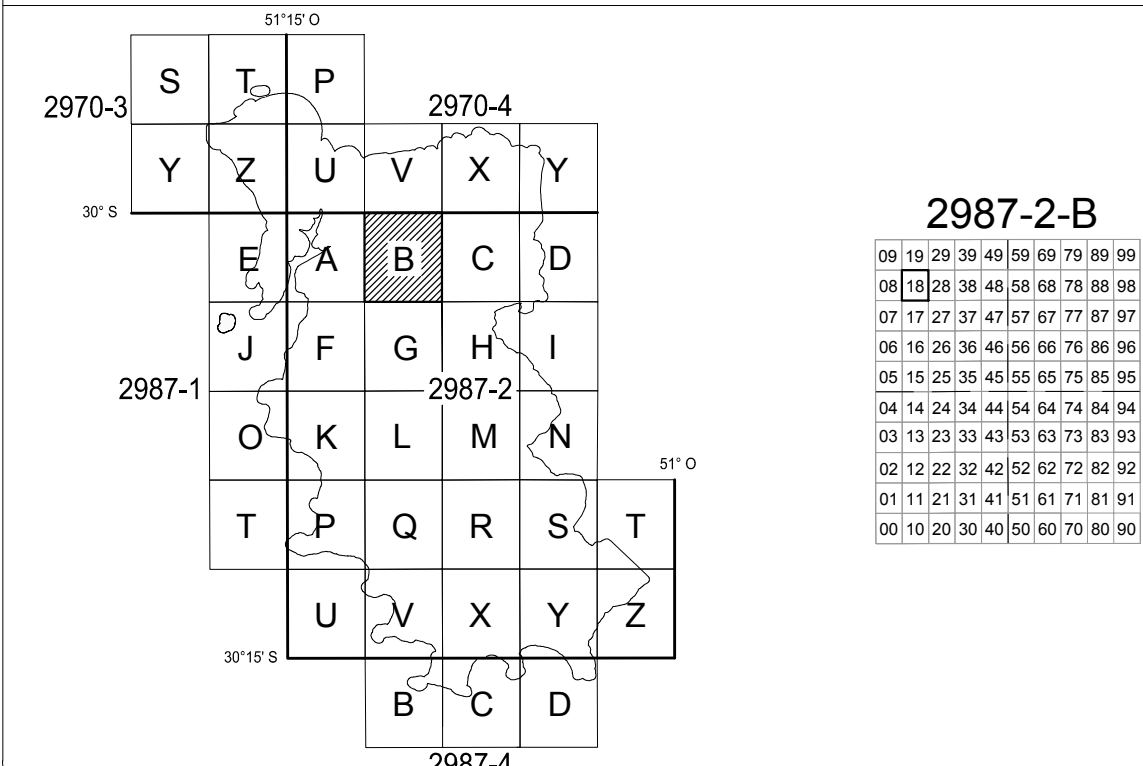 51°15' O
S T P
2970-3 2970-4
Y Z U V X Y
30° S
2987-2-B
E A B C D
09 19 29 39 49 59 69 79 89 99
08 18 28 38 48 58 68 78 88 98
07 17 27 37 47 57 67 77 87 97
J F G H I
06 16 26 36 46 56 66 76 86 96
05 15 25 35 45 55 65 75 85 95
2987-1 2987-2
04 14 24 34 44 54 64 74 84 94
O K L M N
03 13 23 33 43 53 63 73 83 93
51° O
02 12 22 32 42 52 62 72 82 92
01 11 21 31 41 51 61 71 81 91
T P Q R S T
00 10 20 30 40 50 60 70 80 90
U V X Y Z
30°15' S
B C D
2987-4